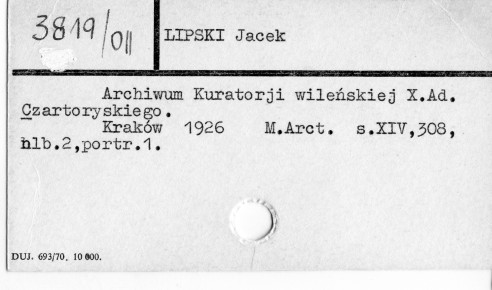 3819/011
LIPSKI Jacek
Archiwum Kuratorji wileńskiej X.Ad.
Czartoryskiego.
Kraków 1926 M.Arct. s.XIV,308,
nlb.2,portr.1.
DUJ. 693/70, 10 000.